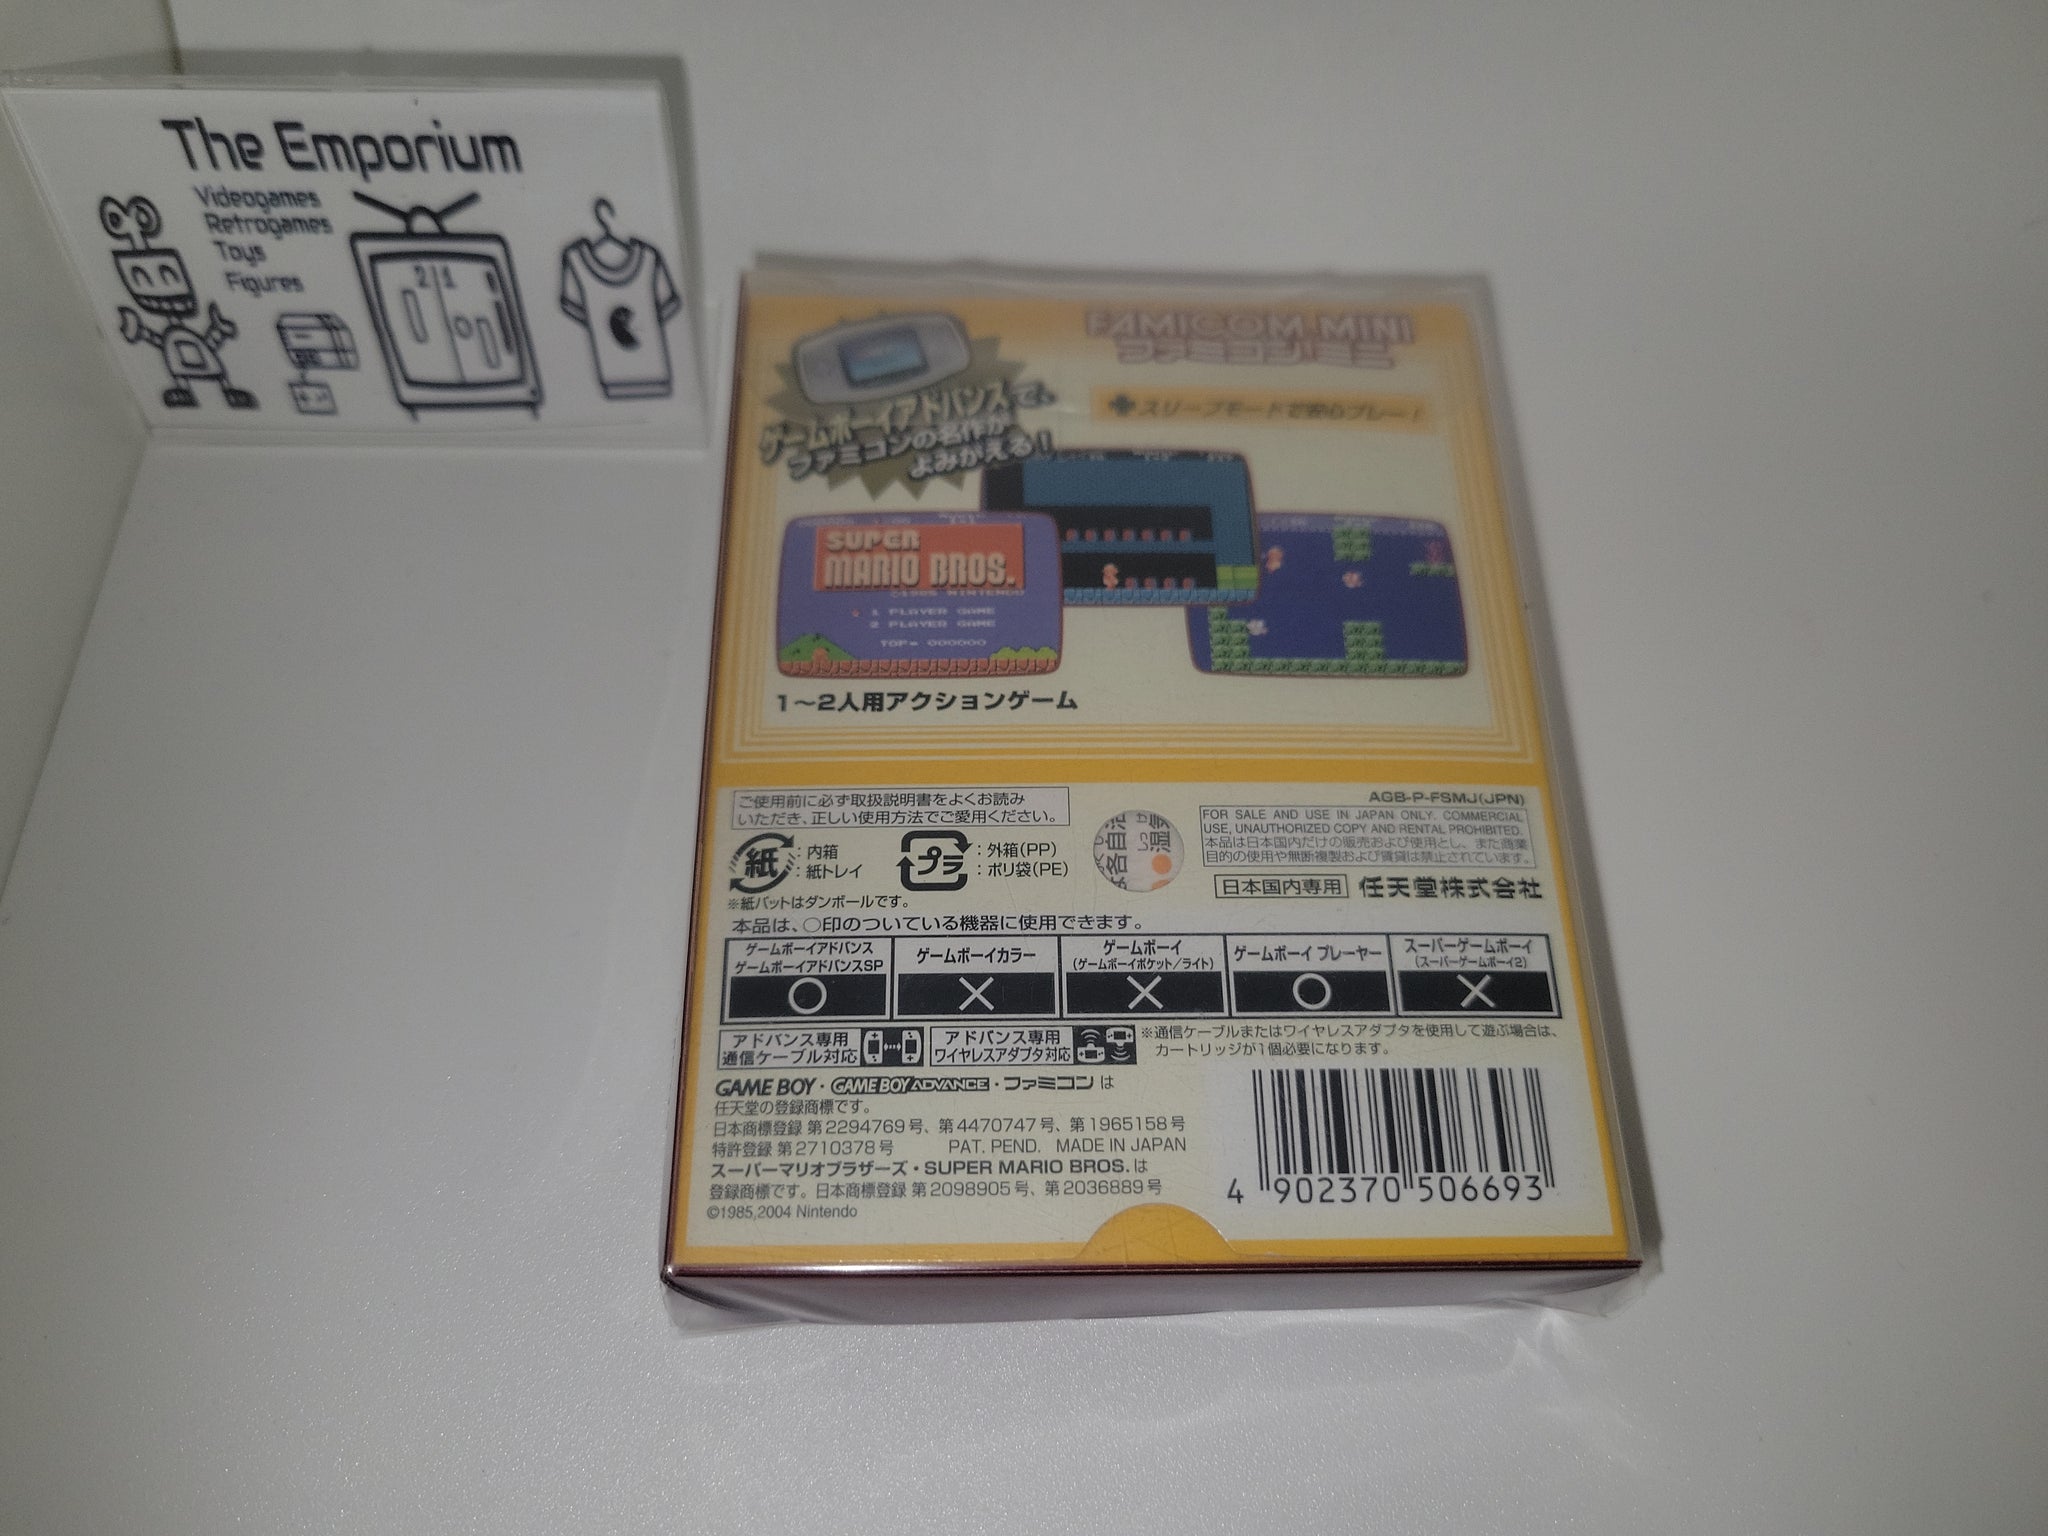 The Emporium
Videogames
Retrogames
Toys
Figures
21
FAMICOM MINI
ファミコンミニ
ゲームボーイアドバンスで、
ファミコンの名作が
よみがえる!
スリープモードで安心プレー!
SUPER
MARIO BROS.
©1985 NINTENDO
1 PLAYER GAME
2 PLAYER GAME
TOP- 000000
1〜2人用アクションゲーム
ご使用前に必ず取扱説明書をよくお読み
いただき、正しい使用方法でご愛用ください。
紙
:内箱
:紙トレイ
プラ
:外箱(PP)
:ポリ袋(PE)
※紙パットはダンボールです。
AGB-P-FSMJ(JPN)
FOR SALE AND USE IN JAPAN ONLY. COMMERCIAL
USE, UNAUTHORIZED COPY AND RENTAL PROHIBITED.
本品は日本国内だけの販売および使用とし、また商業
目的の使用や無断複製および賃貸は禁止されています。
日本国内専用 任天堂株式会社
本品は、○印のついている機器に使用できます。
ゲームボーイアドバンス
ゲームボーイアドバンスSP
○
ゲームボーイカラー
×
ゲームボーイ
(ゲームボーイポケット/ライト)
×
ゲームボーイ プレーヤー
○
スーパーゲームボーイ
(スーパーゲームボーイ2)
×
アドバンス専用
通信ケーブル対応
アドバンス専用
ワイヤレスアダプタ対応
※通信ケーブルまたはワイヤレスアダプタを使用して遊ぶ場合は、
カートリッジが1個必要になります。
GAME BOY・GAME BOY ADVANCE・ファミコン は
任天堂の登録商標です。
日本商標登録 第2294769号、第4470747号、第1965158号
特許登録 第2710378号 PAT. PEND. MADE IN JAPAN
スーパーマリオブラザーズ・SUPER MARIO BROS.は
登録商標です。日本商標登録 第2098905号、第2036889号
©1985,2004 Nintendo
4 902370 506693